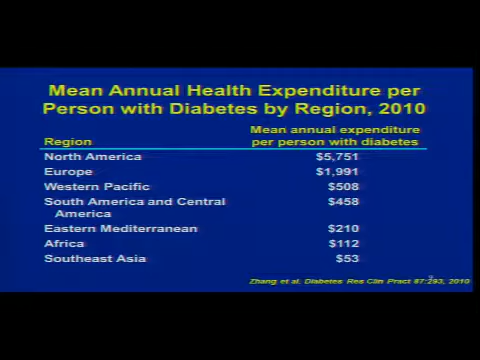 Mean Annual Health Expenditure per
Person with Diabetes by Region, 2010
Mean annual expenditure
Region per person with diabetes
North America $5,751
Europe $1,991
Western Pacific $508
South America and Central $458
America
Eastern Mediterranean $210
Africa $112
Southeast Asia $53
Zhang et al. Diabetes Res Clin Pract 87:293, 2010